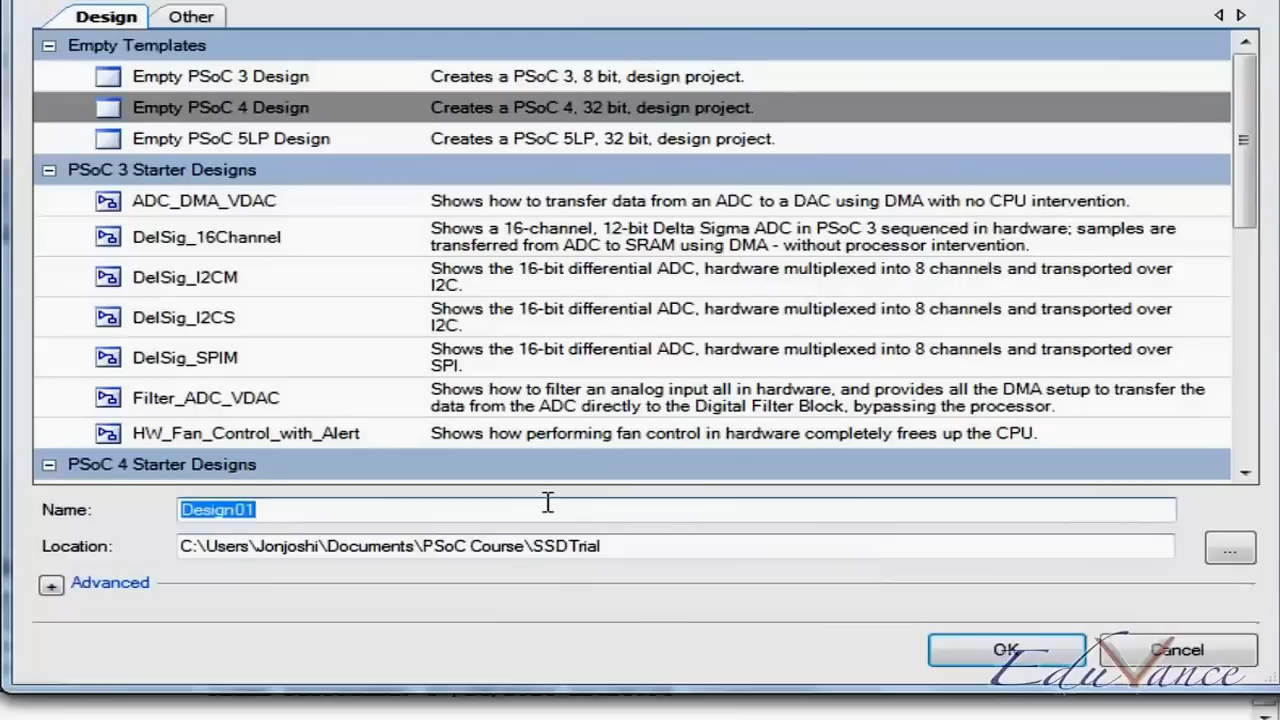 Design Other
Empty Templates
Empty PSoC 3 Design Creates a PSoC 3, 8 bit, design project.
Empty PSoC 4 Design Creates a PSoC 4, 32 bit, design project.
Empty PSoC 5LP Design Creates a PSoC 5LP, 32 bit, design project.
PSoC 3 Starter Designs
ADC_DMA_VDAC Shows how to transfer data from an ADC to a DAC using DMA with no CPU intervention.
DelSig_16Channel Shows a 16-channel, 12-bit Delta Sigma ADC in PSoC 3 sequenced in hardware; samples are
transferred from ADC to SRAM using DMA - without processor intervention.
DelSig_I2CM Shows the 16-bit differential ADC, hardware multiplexed into 8 channels and transported over
I2C.
DelSig_I2CS Shows the 16-bit differential ADC, hardware multiplexed into 8 channels and transported over
I2C.
DelSig_SPIM Shows the 16-bit differential ADC, hardware multiplexed into 8 channels and transported over
SPI.
Filter_ADC_VDAC Shows how to filter an analog input all in hardware, and provides all the DMA setup to transfer the
data from the ADC directly to the Digital Filter Block, bypassing the processor.
HW_Fan_Control_with_Alert Shows how performing fan control in hardware completely frees up the CPU.
PSoC 4 Starter Designs
Name: Design01
Location: C:\Users\Jonjoshi\Documents\PSoC Course\SSDTrial
...
Advanced
OK Cancel
EduVance